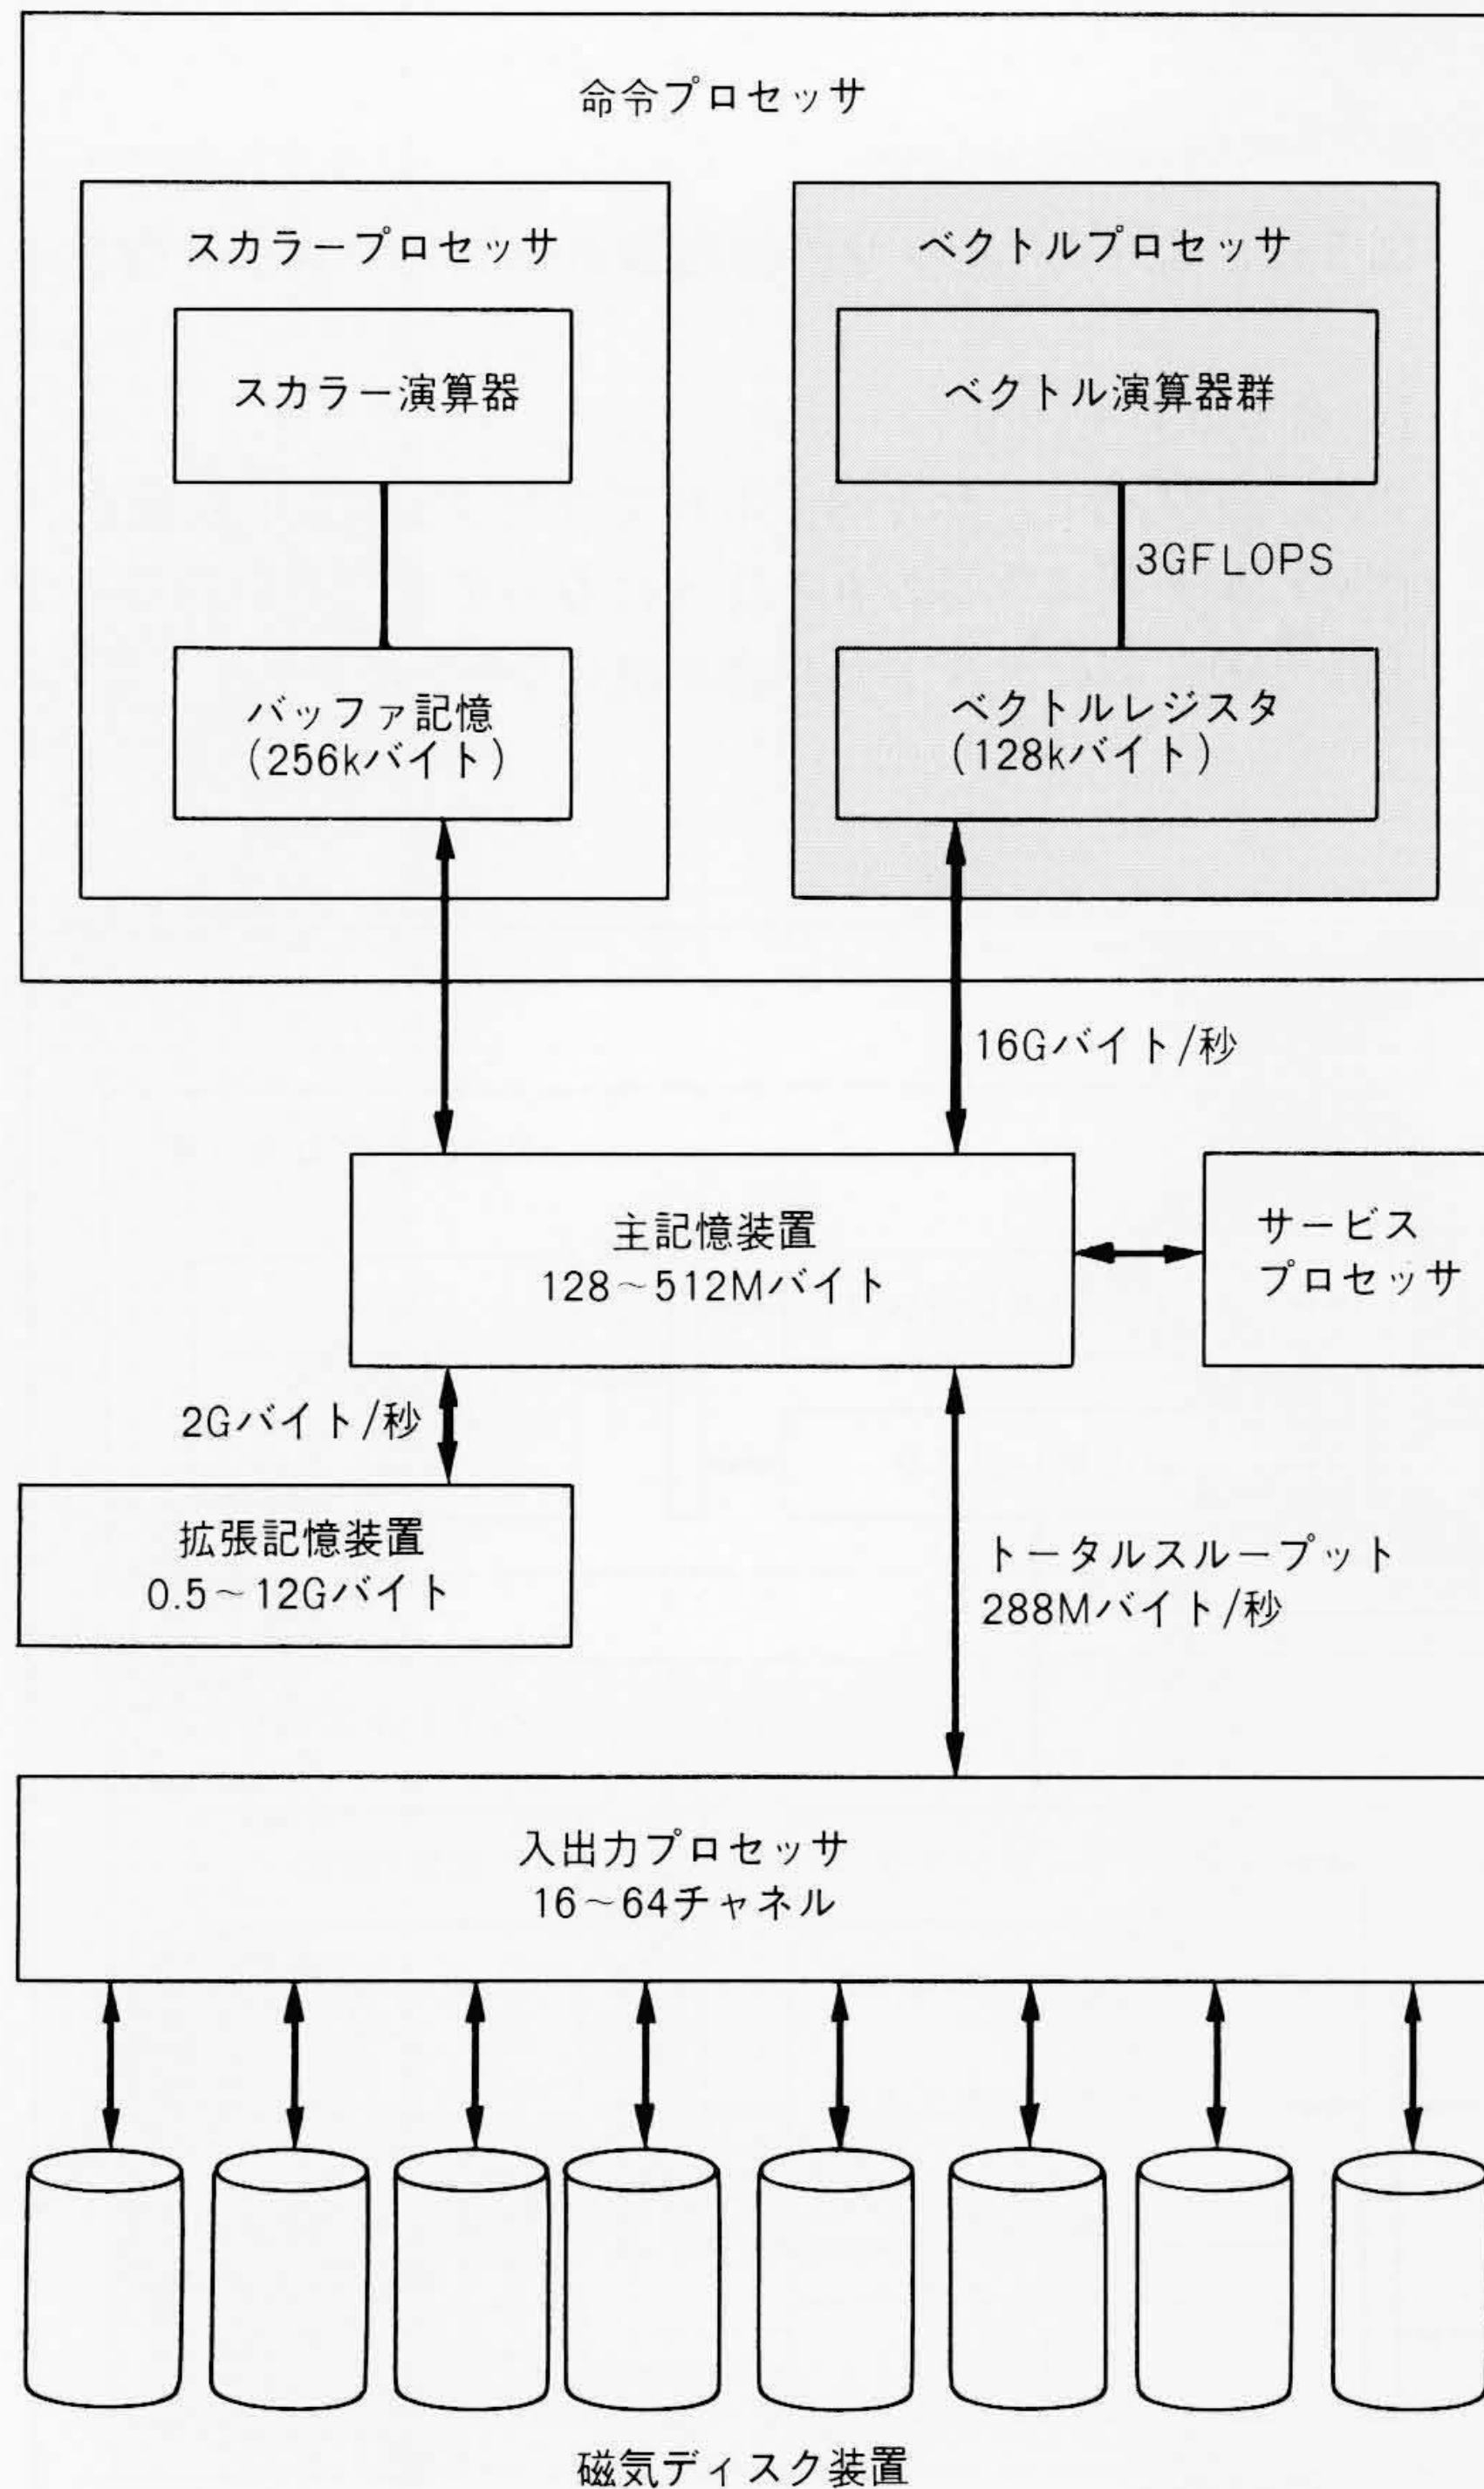 命令プロセッサ
スカラープロセッサ
スカラー演算器
バッファ記憶
(256kバイト)
ベクトルプロセッサ
ベクトル演算器群
3GFLOPS
ベクトルレジスタ
(128kバイト)
16Gバイト/秒
主記憶装置
128~512Mバイト
サービス
プロセッサ
2Gバイト/秒
拡張記憶装置
0.5~12Gバイト
トータルスループット
288Mバイト/秒
入出力プロセッサ
16~64チャネル
磁気ディスク装置